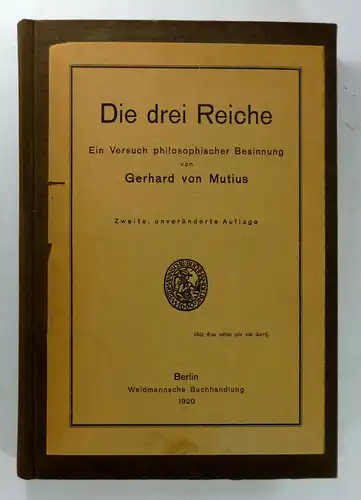 Die drei Reiche
Ein Versuch philosophischer Besinnung
von
Gerhard von Mutius
Zweite, unveränderte Auflage
Berlin
Weidmannsche Buchhandlung
1920